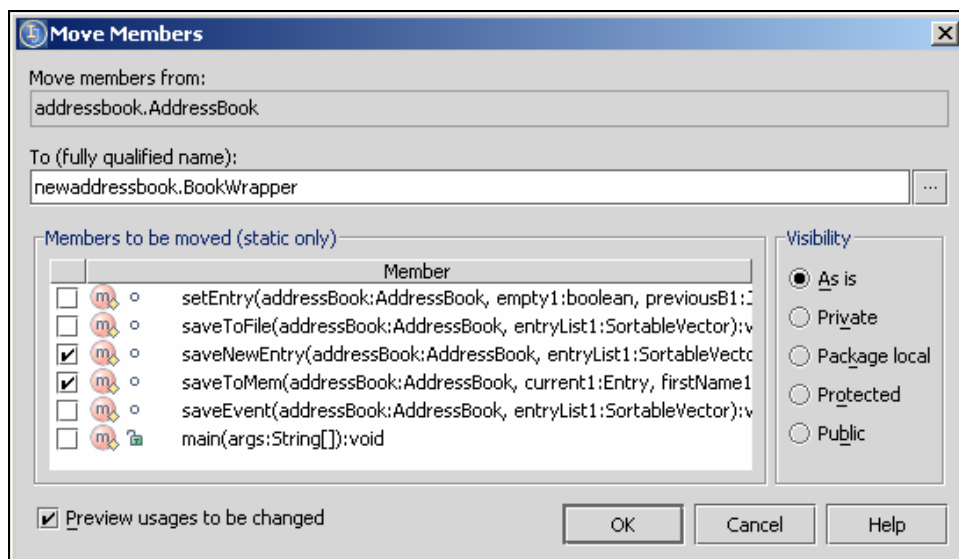 Move Members
Move members from:
addressbook.AddressBook
To (fully qualified name):
newaddressbook.BookWrapper
...
Members to be moved (static only)
Member
setEntry(addressBook:AddressBook, empty1:boolean, previousB1:
saveToFile(addressBook:AddressBook, entryList1:SortableVector):v
saveNewEntry(addressBook:AddressBook, entryList1:SortableVecto
saveToMem(addressBook:AddressBook, current1:Entry, firstName1
saveEvent(addressBook:AddressBook, entryList1:SortableVector):v
main(args:String[]):void
Visibility
As is
Private
Package local
Protected
Public
Preview usages to be changed
OK
Cancel
Help